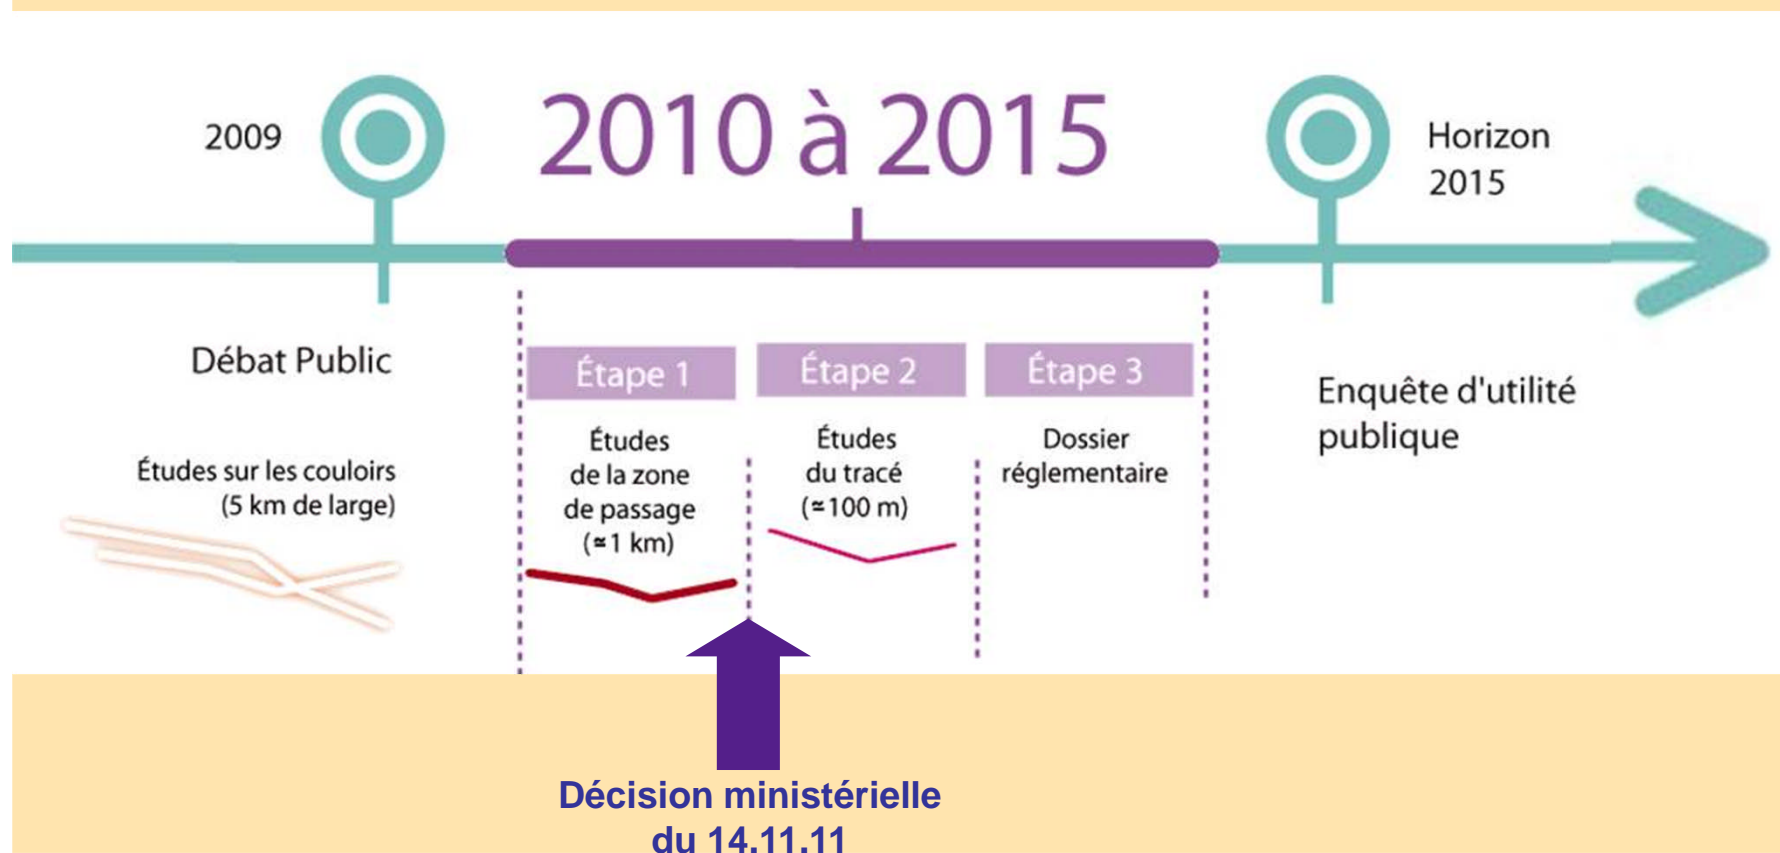 2009
2010 à 2015
Horizon
2015
Débat Public
Études sur les couloirs
(5 km de large)
Étape 1
Études
de la zone
de passage
(≃1 km)
Étape 2
Études
du tracé
(≃100 m)
Étape 3
Dossier
réglementaire
Enquête d'utilité
publique
Décision ministérielle
du 14.11.11